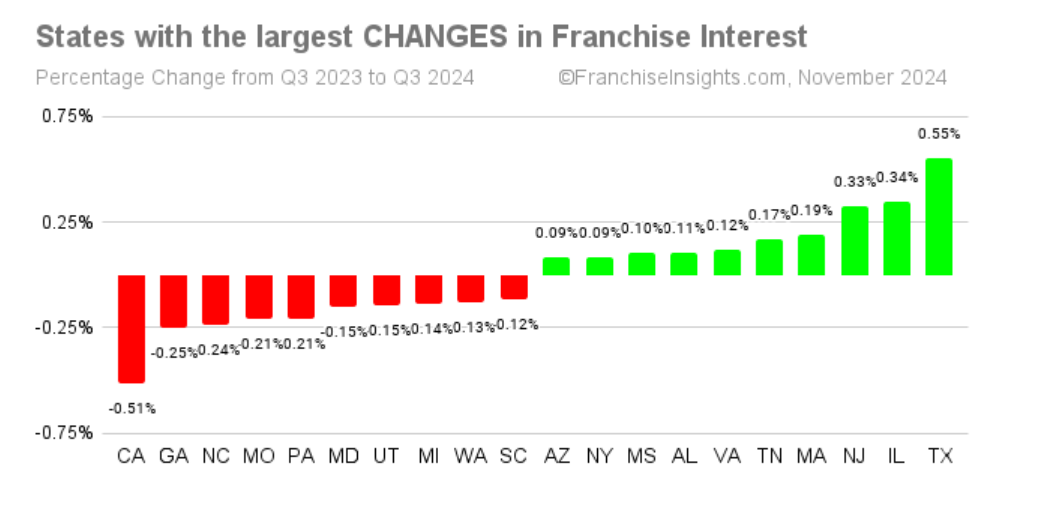 States with the largest CHANGES in Franchise Interest
Percentage Change from Q3 2023 to Q3 2024 ©FranchiseInsights.com, November 2024
0.75%
0.55%
0.33% 0.34%
0.25%
0.09% 0.09% 0.10% 0.11% 0.12% 0.17% 0.19%
-0.25%
-0.25% 0.24% -0.21% 0.21% -0.15% 0.15% 0.14% 0.13% -0.12%
-0.51%
-0.75%
CA GA NC MO PA MD UT MI WA SC AZ NY MS AL VA TN MA NJ IL TX